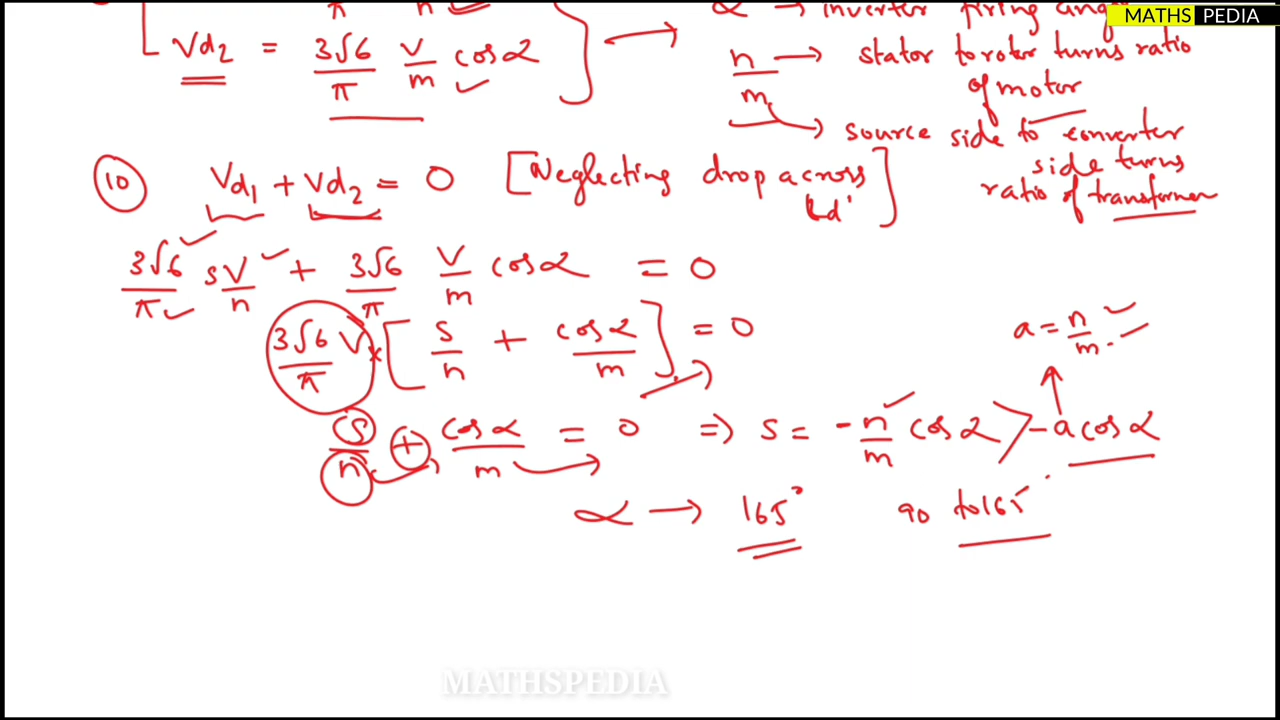 π n
α → inverter firing
MATHS PEDIA
Vd₂ = 3√6/π V/m cosα →
n/m → stator to rotor turns ratio of motor
→ source side to converter side turns ratio of transformer
(10) Vd₁ + Vd₂ = 0 [Neglecting drop across Ld']
3√6/π sV/n + 3√6/π V/m cosα = 0
3√6/π V × [s/n + cosα/m] = 0
a = n/m
s/n + cosα/m = 0 ⇒ s = -n/m cosα > -a cosα
α → 165° 90 to 165
MATHSPEDIA